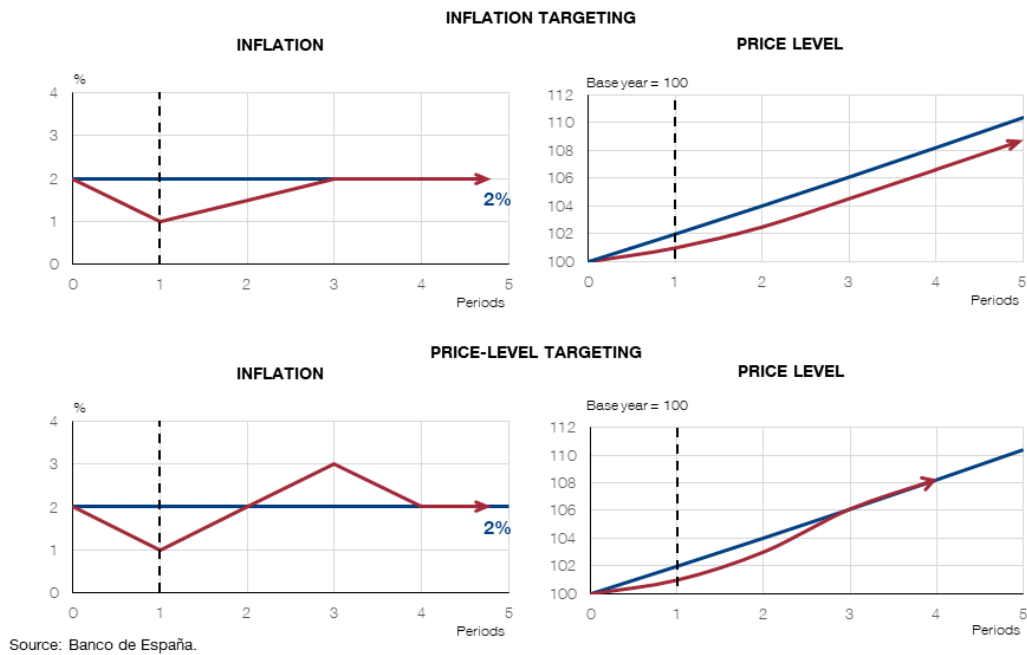 INFLATION TARGETING
INFLATION
PRICE LEVEL
%
Base year = 100
4
3
2
1
0
2%
0 1 2 3 4 5
Periods
112
110
108
106
104
102
100
0 1 2 3 4 5
Periods
PRICE-LEVEL TARGETING
INFLATION
PRICE LEVEL
%
Base year = 100
4
3
2
1
0
2%
0 1 2 3 4 5
Periods
112
110
108
106
104
102
100
0 1 2 3 4 5
Periods
Source: Banco de España.